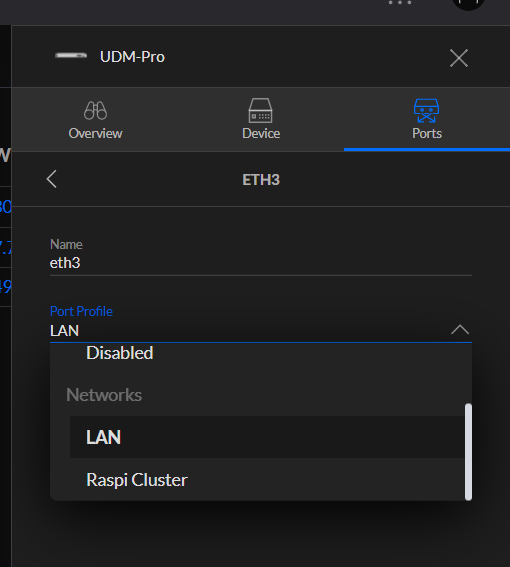 UDM-Pro
Overview
Device
Ports
ETH3
Name
eth3
Port Profile
LAN
Disabled
Networks
LAN
Raspi Cluster